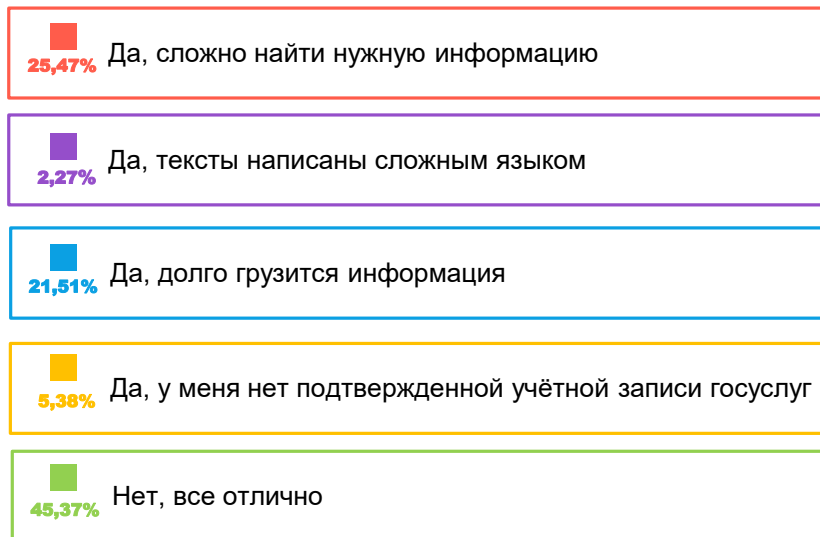 25,47% Да, сложно найти нужную информацию
2,27% Да, тексты написаны сложным языком
21,51% Да, долго грузится информация
5,38% Да, у меня нет подтвержденной учётной записи госуслуг
45,37% Нет, все отлично